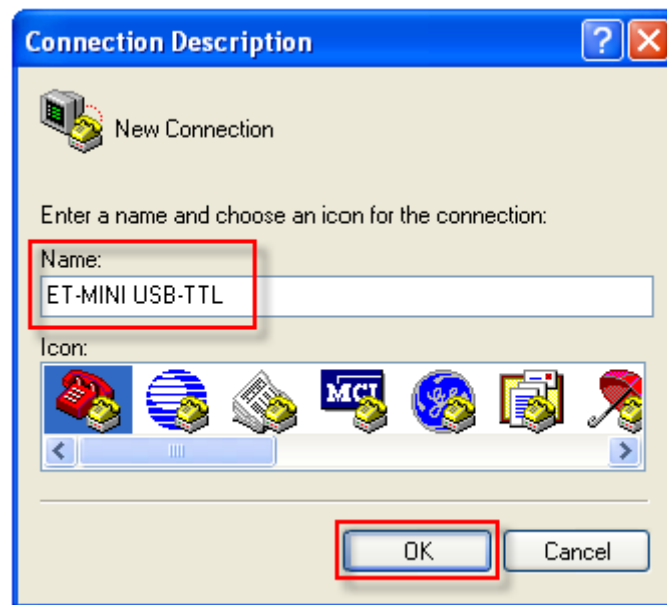 Connection Description
New Connection
Enter a name and choose an icon for the connection:
Name:
ET-MINI USB-TTL
Icon:
MCI
OK Cancel